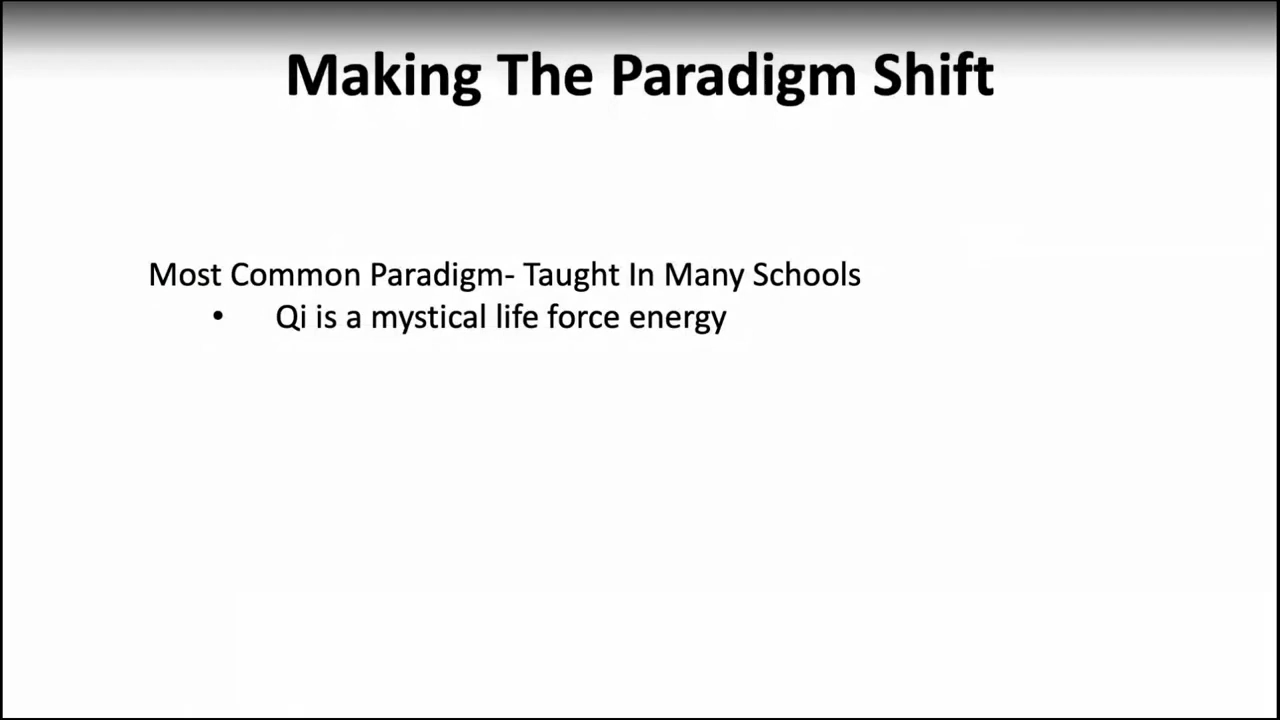 Making The Paradigm Shift
Most Common Paradigm- Taught In Many Schools
• Qi is a mystical life force energy